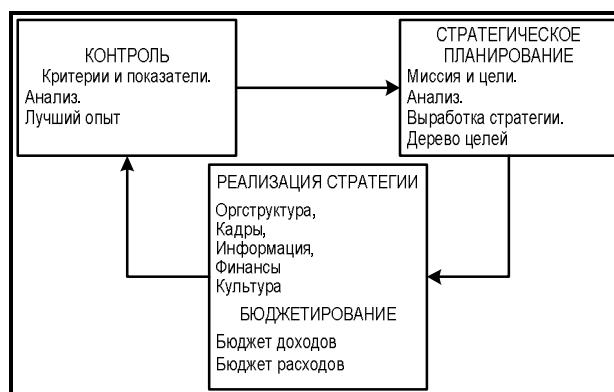 КОНТРОЛЬ
Критерии и показатели.
Анализ.
Лучший опыт
СТРАТЕГИЧЕСКОЕ
ПЛАНИРОВАНИЕ
Миссия и цели.
Анализ.
Выработка стратегии.
Дерево целей
РЕАЛИЗАЦИЯ СТРАТЕГИИ
Оргструктура,
Кадры,
Информация,
Финансы
Культура
БЮДЖЕТИРОВАНИЕ
Бюджет доходов
Бюджет расходов